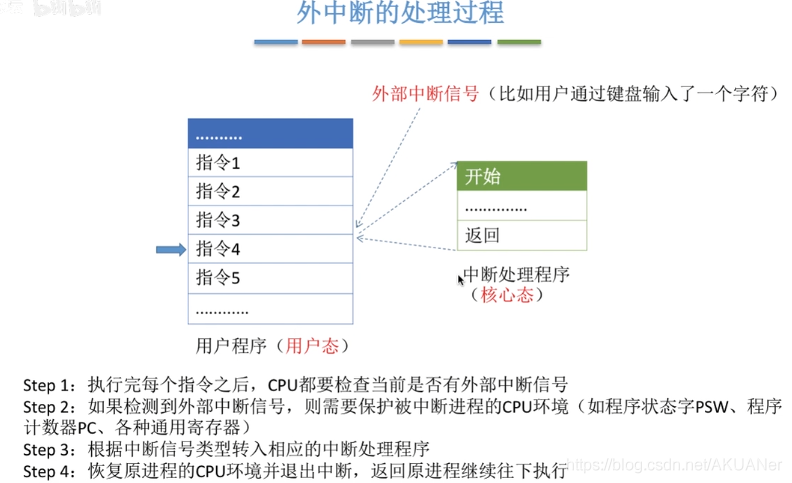 外中断的处理过程
外部中断信号（比如用户通过键盘输入了一个字符）
..........
指令1
指令2
指令3
指令4
指令5
............
用户程序（用户态）
开始
..............
返回
中断处理程序
（核心态）
Step 1：执行完每个指令之后，CPU都要检查当前是否有外部中断信号
Step 2：如果检测到外部中断信号，则需要保护被中断进程的CPU环境（如程序状态字PSW、程序
计数器PC、各种通用寄存器）
Step 3：根据中断信号类型转入相应的中断处理程序
Step 4：恢复原进程的CPU环境并退出中断，返回原进程继续往下执行
https://blog.csdn.net/AKUANer